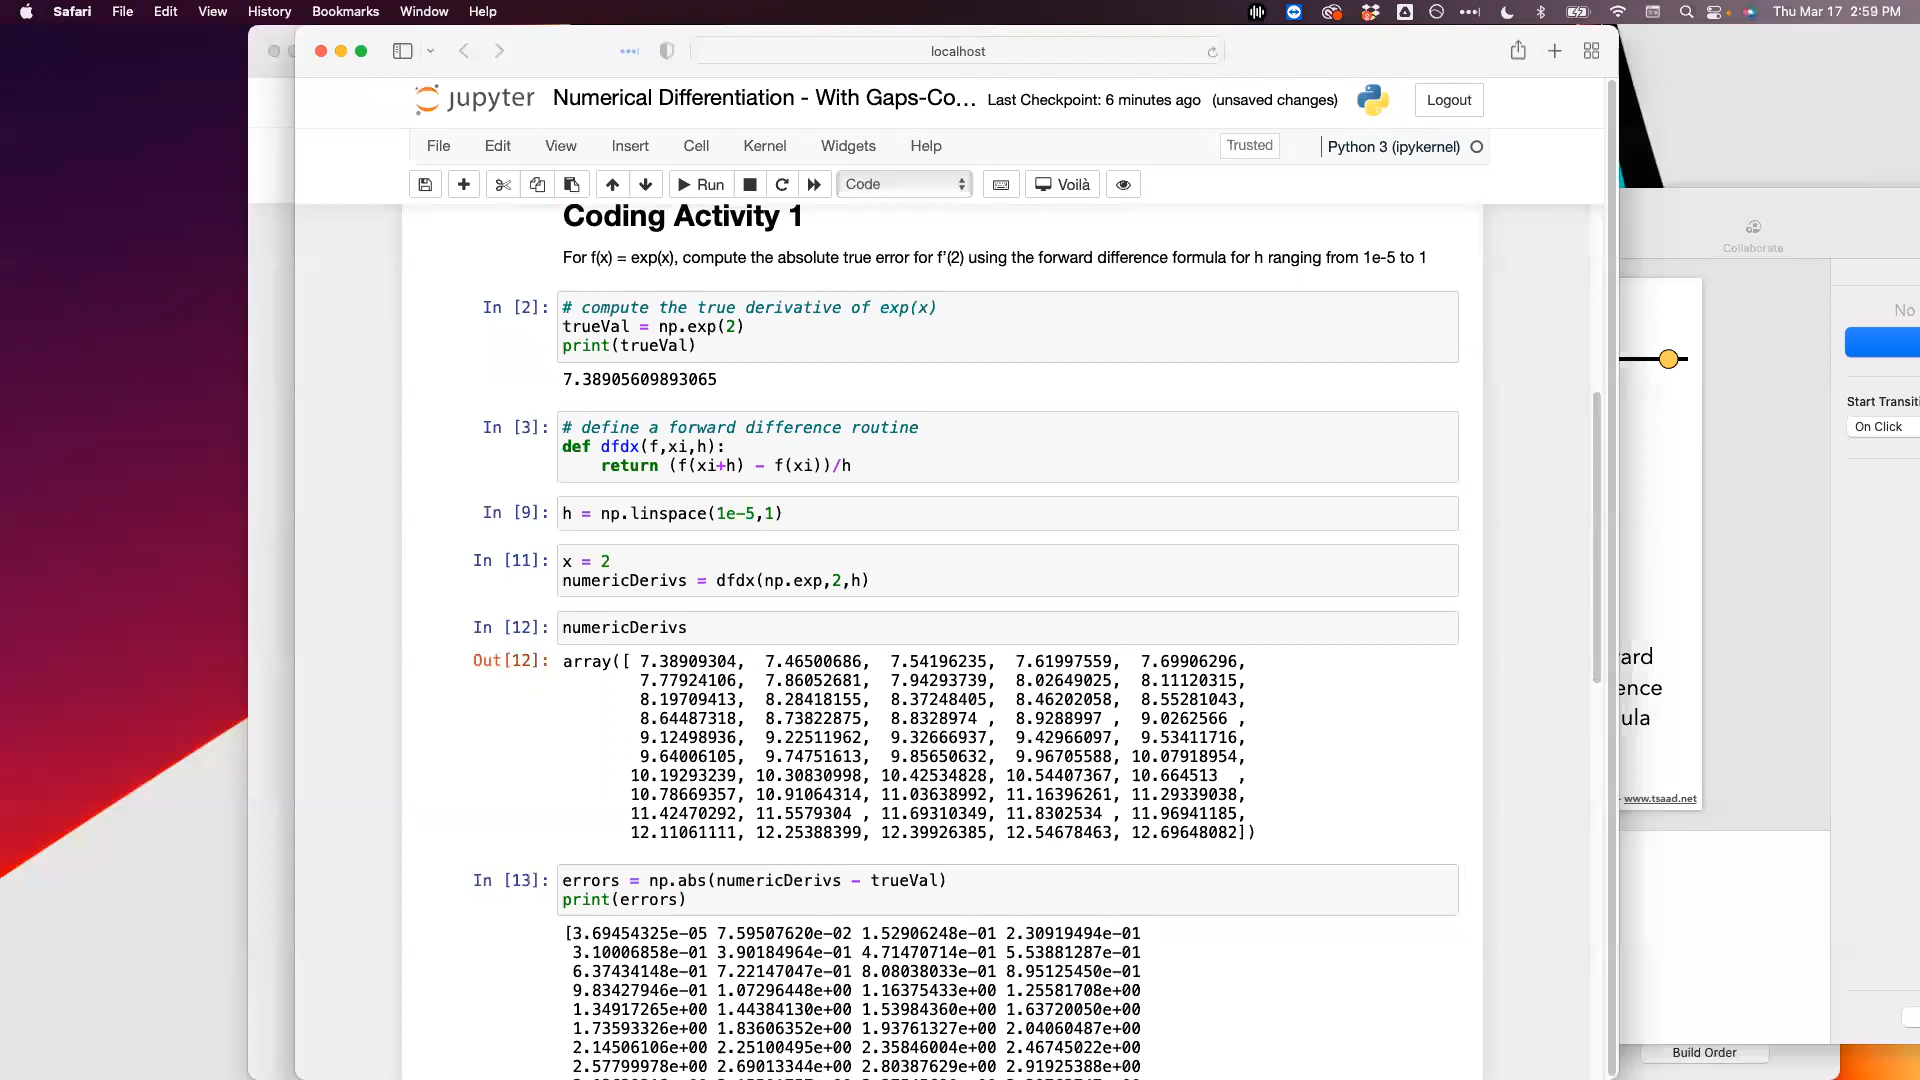 Safari File Edit View History Bookmarks Window Help
Thu Mar 17 2:59 PM
localhost
jupyter Numerical Differentiation - With Gaps-Co... Last Checkpoint: 6 minutes ago (unsaved changes)
Logout
File Edit View Insert Cell Kernel Widgets Help
Trusted
Python 3 (ipykernel)
Run
Code
Voilà
Coding Activity 1
For f(x) = exp(x), compute the absolute true error for f'(2) using the forward difference formula for h ranging from 1e-5 to 1
In [2]: # compute the true derivative of exp(x)
trueVal = np.exp(2)
print(trueVal)
7.38905609893065
In [3]: # define a forward difference routine
def dfdx(f,xi,h):
return (f(xi+h) - f(xi))/h
In [9]: h = np.linspace(1e-5,1)
In [11]: x = 2
numericDerivs = dfdx(np.exp,2,h)
In [12]: numericDerivs
Out[12]: array([ 7.38909304, 7.46500686, 7.54196235, 7.61997559, 7.69906296,
7.77924106, 7.86052681, 7.94293739, 8.02649025, 8.11120315,
8.19709413, 8.28418155, 8.37248405, 8.46202058, 8.55281043,
8.64487318, 8.73822875, 8.8328974 , 8.9288997 , 9.0262566 ,
9.12498936, 9.22511962, 9.32666937, 9.42966097, 9.53411716,
9.64006105, 9.74751613, 9.85650632, 9.96705588, 10.07918954,
10.19293239, 10.30830998, 10.42534828, 10.54407367, 10.664513 ,
10.78669357, 10.91064314, 11.03638992, 11.16396261, 11.29339038,
11.42470292, 11.5579304 , 11.69310349, 11.8302534 , 11.96941185,
12.11061111, 12.25388399, 12.39926385, 12.54678463, 12.69648082])
In [13]: errors = np.abs(numericDerivs - trueVal)
print(errors)
[3.69454325e-05 7.59507620e-02 1.52906248e-01 2.30919494e-01
3.10006858e-01 3.90184964e-01 4.71470714e-01 5.53881287e-01
6.37434148e-01 7.22147047e-01 8.08038033e-01 8.95125450e-01
9.83427946e-01 1.07296448e+00 1.16375433e+00 1.25581708e+00
1.34917265e+00 1.44384130e+00 1.53984360e+00 1.63720050e+00
1.73593326e+00 1.83606352e+00 1.93761327e+00 2.04060487e+00
2.14506106e+00 2.25100495e+00 2.35846004e+00 2.46745022e+00
2.57799978e+00 2.69013344e+00 2.80387629e+00 2.91925388e+00
Collaborate
No
Start Transiti
On Click
ard
ence
ula
www.tsaad.net
Build Order